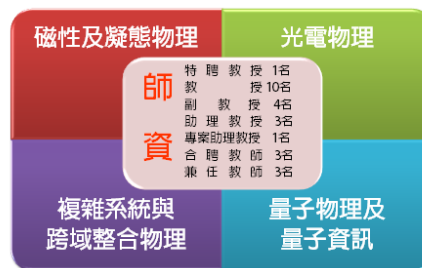 磁性及凝態物理
光電物理
師資
特聘教授 1名
教授 10名
副教授 4名
助理教授 3名
專案助理教授 1名
合聘教師 3名
兼任教師 3名
複雜系統與
跨域整合物理
量子物理及
量子資訊